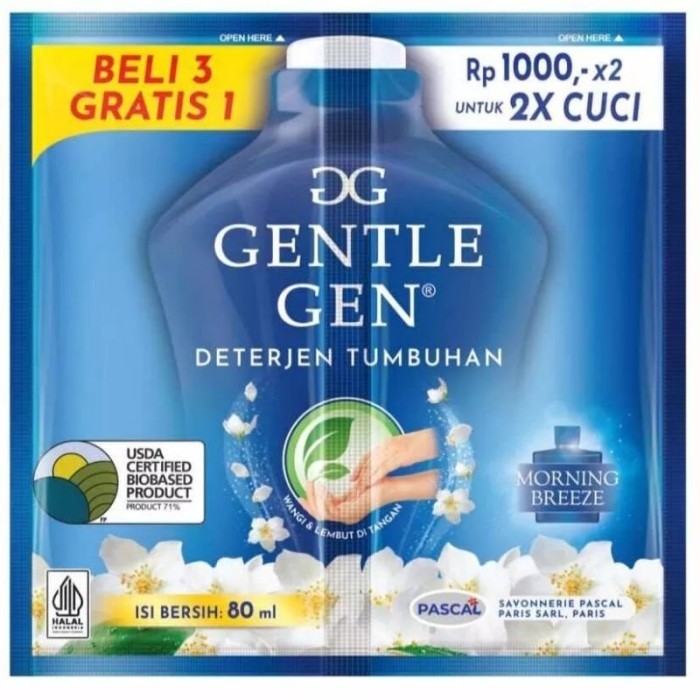 OPEN HERE ▲
OPEN HERE ▲
BELI 3
GRATIS 1
Rp 1000,- x2
UNTUK 2X CUCI
GG
GENTLE
GEN®
DETERJEN TUMBUHAN
USDA
CERTIFIED
BIOBASED
PRODUCT
PRODUCT 71%
FP
WANGI & LEMBUT DI TANGAN
MORNING
BREEZE
HALAL
INDONESIA
ISI BERSIH: 80 ml
PASCAL
SAVONNERIE PASCAL
PARIS SARL, PARIS